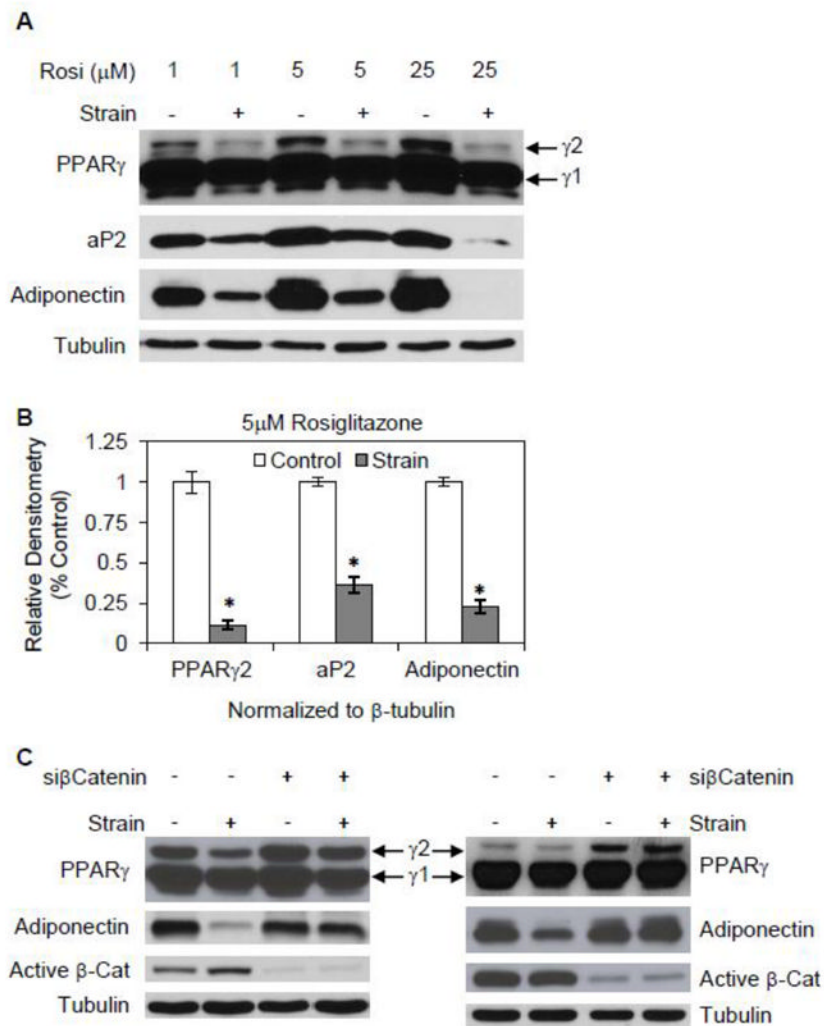 A
Rosi (μM) 1 1 5 5 25 25
Strain - + - + - +
PPARγ
γ2
γ1
aP2
Adiponectin
Tubulin
B
5μM Rosiglitazone
Relative Densitometry
(% Control)
1.25
Control Strain
1
0.75
0.5
0.25
0
* * *
PPARγ2 aP2 Adiponectin
Normalized to β-tubulin
C
siβCatenin - - + + - - + + siβCatenin
Strain - + - + - + - + Strain
PPARγ γ2 PPARγ
γ1
Adiponectin Adiponectin
Active β-Cat Active β-Cat
Tubulin Tubulin